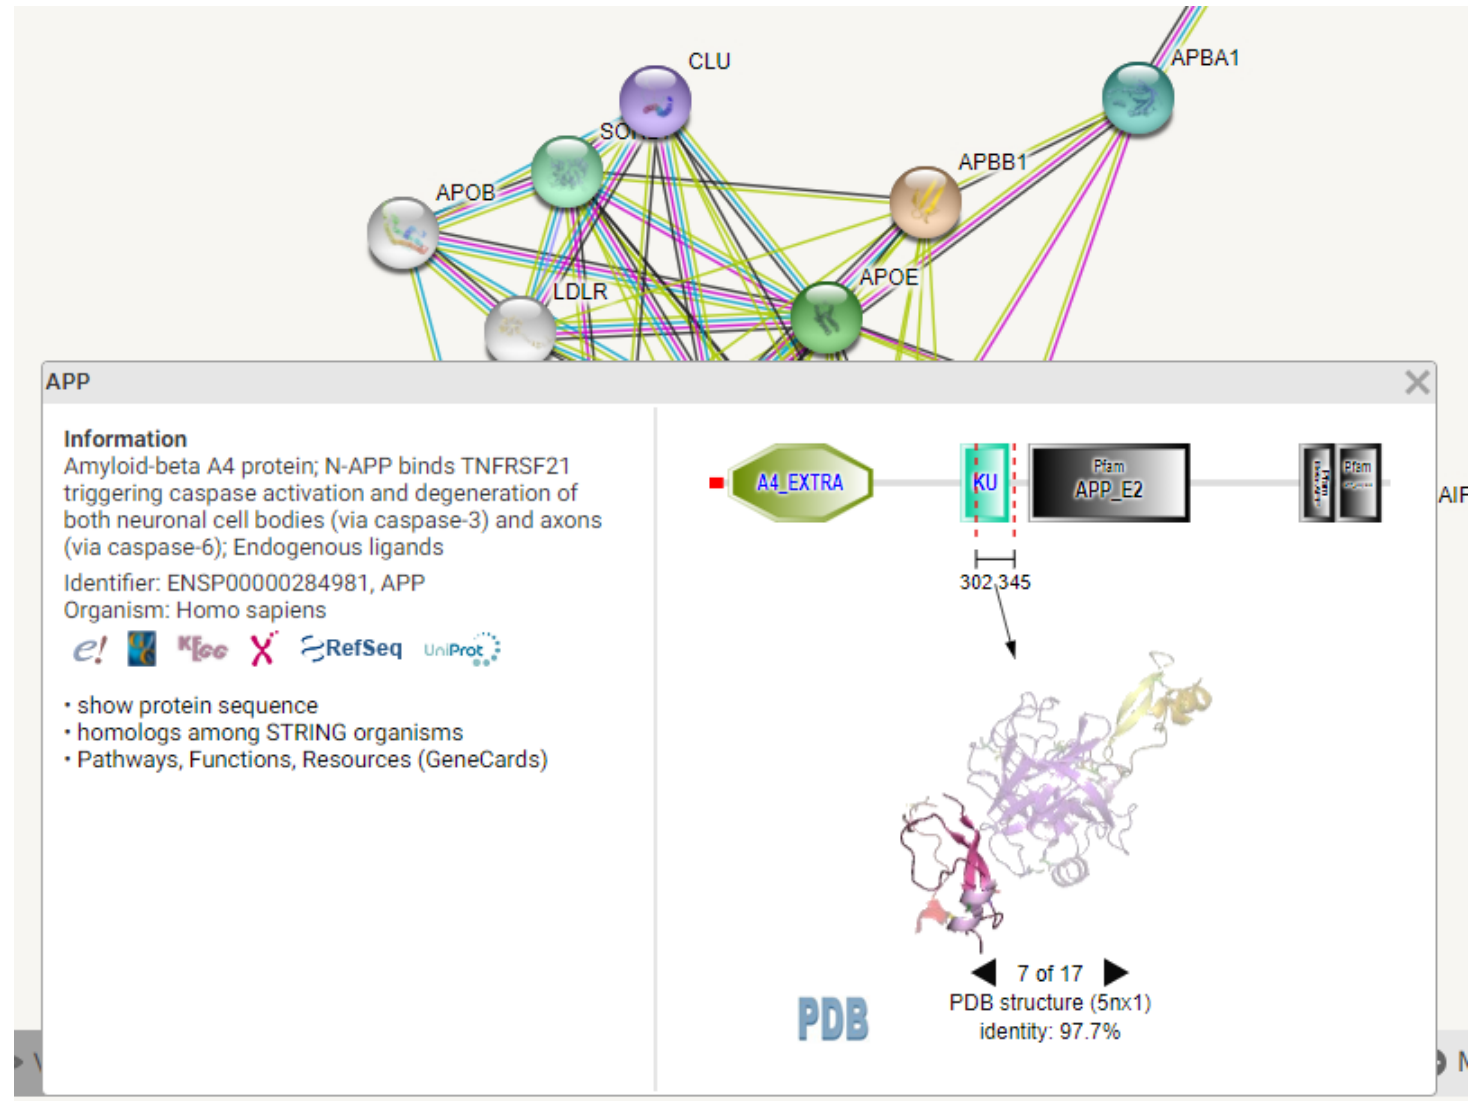 CLU
APBA1
APBB1
APOB
APOE
LDLR
APP
Information
Amyloid-beta A4 protein; N-APP binds TNFRSF21
triggering caspase activation and degeneration of
both neuronal cell bodies (via caspase-3) and axons
(via caspase-6); Endogenous ligands
Identifier: ENSP00000284981, APP
Organism: Homo sapiens
e! KEGG X RefSeq UniProt
• show protein sequence
• homologs among STRING organisms
• Pathways, Functions, Resources (GeneCards)
A4_EXTRA
KU
Pfam
APP_E2
Pfam
Pfam
302 345
7 of 17
PDB structure (5nx1)
identity: 97.7%
PDB